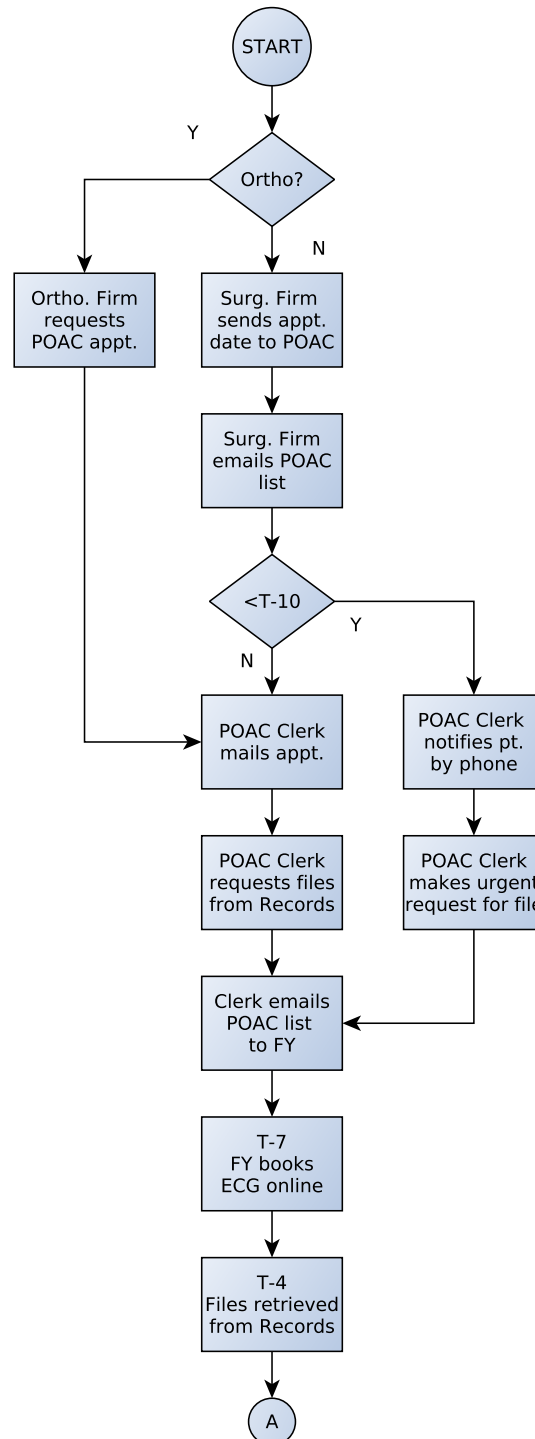 START
Y
Ortho?
N
Ortho. Firm
requests
POAC appt.
Surg. Firm
sends appt.
date to POAC
Surg. Firm
emails POAC
list
<T-10
Y
N
POAC Clerk
mails appt.
POAC Clerk
notifies pt.
by phone
POAC Clerk
requests files
from Records
POAC Clerk
makes urgent
request for file
Clerk emails
POAC list
to FY
T-7
FY books
ECG online
T-4
Files retrieved
from Records
A